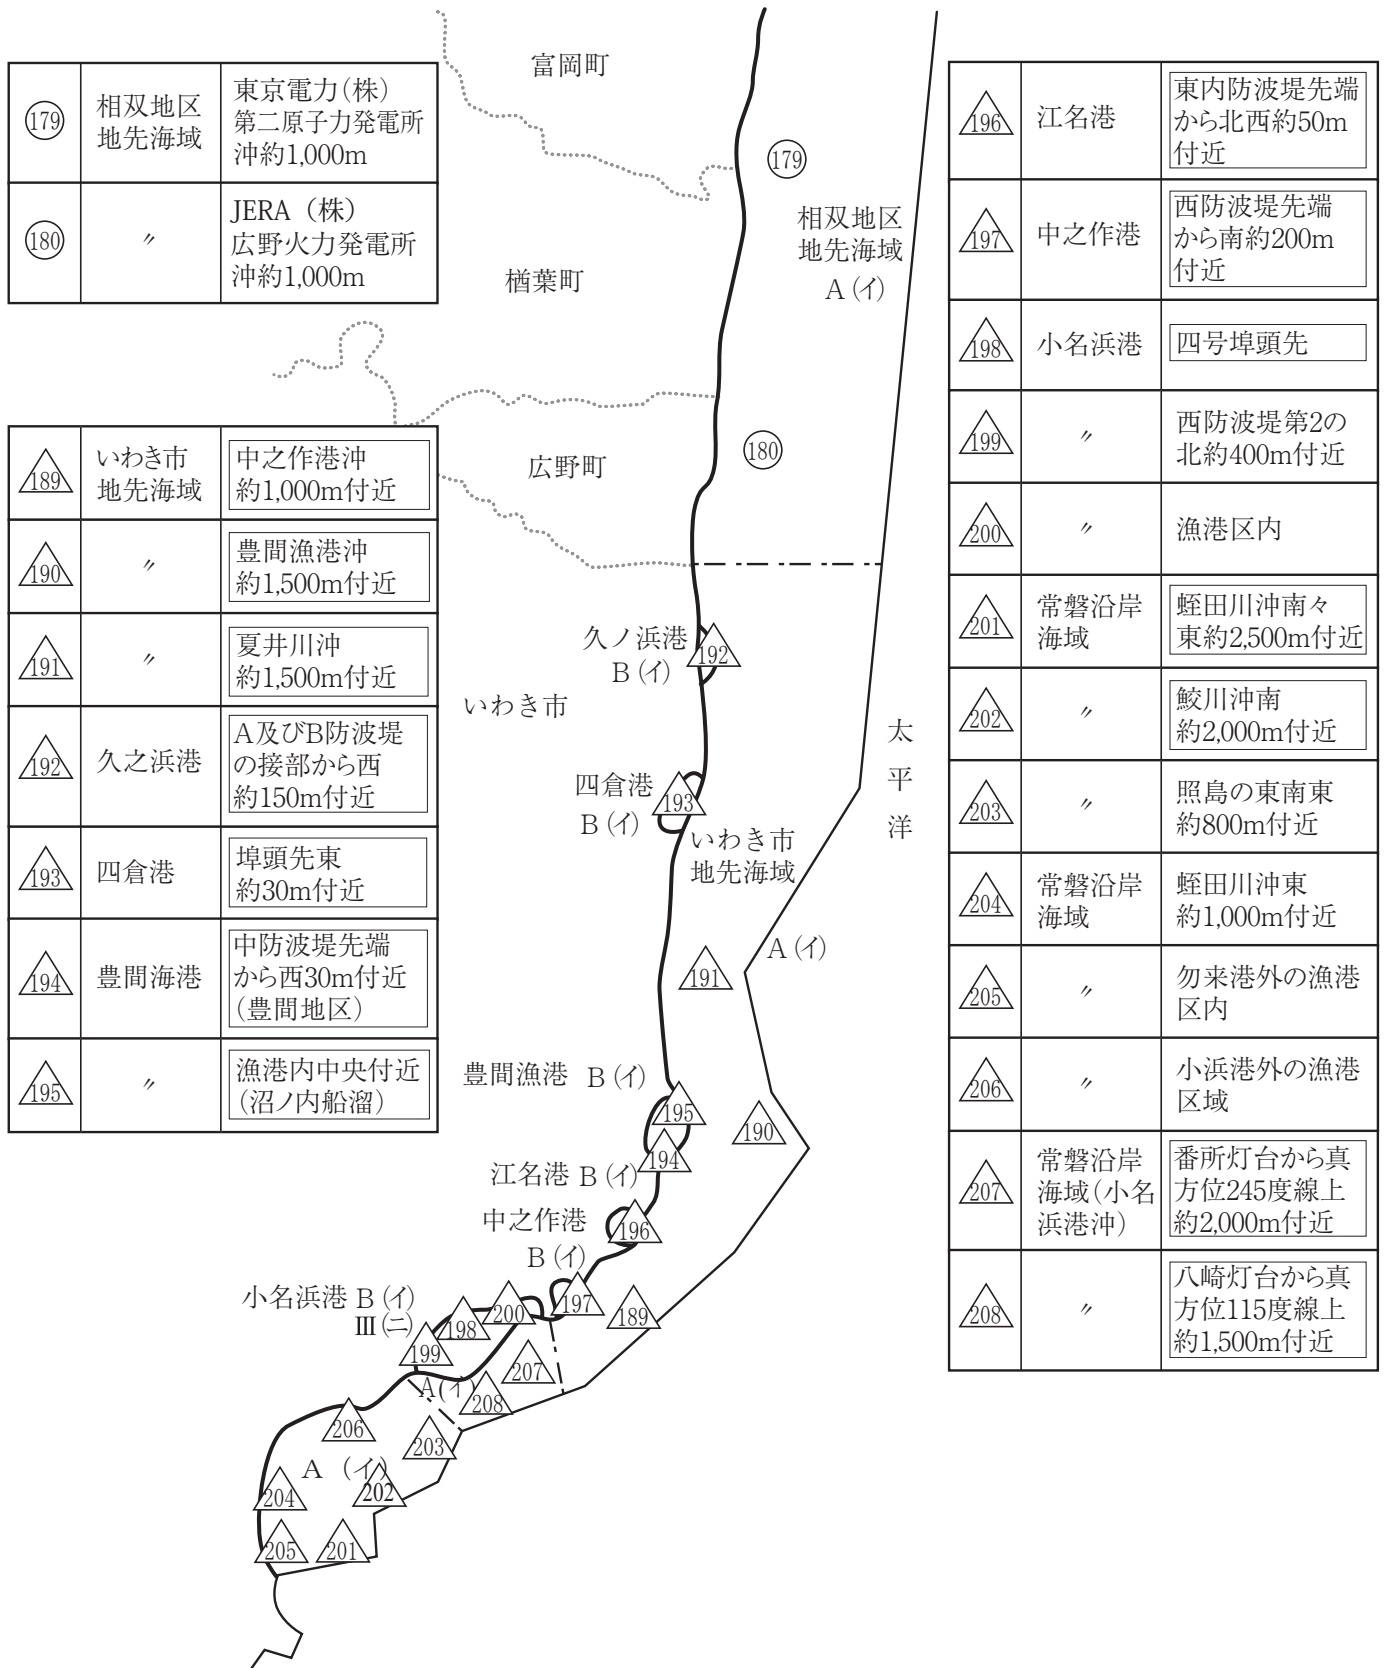 179 相双地区 地先海域 東京電力(株)
第二原子力発電所
沖約1,000m
180 〃 JERA（株）
広野火力発電所
沖約1,000m
189 いわき市 地先海域 中之作港沖
約1,000m付近
190 〃 豊間漁港沖
約1,500m付近
191 〃 夏井川沖
約1,500m付近
192 久之浜港 A及びB防波堤
の接部から西
約150m付近
193 四倉港 埠頭先東
約30m付近
194 豊間海港 中防波堤先端
から西30m付近
(豊間地区)
195 〃 漁港内中央付近
(沼ノ内船溜)
富岡町
179
相双地区
地先海域
A(イ)
楢葉町
180
広野町
久ノ浜港
B(イ)
192
いわき市
太
平
洋
四倉港
B(イ)
193
いわき市
地先海域
A(イ)
191
豊間漁港 B(イ)
195
190
194
江名港 B(イ)
中之作港
196
B(イ)
197
189
小名浜港 B(イ)
Ⅲ(ニ)
200
198
199
207
A(イ)
208
206
203
A (イ)
202
204
205
201
196 江名港 東内防波堤先端
から北西約50m
付近
197 中之作港 西防波堤先端
から南約200m
付近
198 小名浜港 四号埠頭先
199 〃 西防波堤第2の
北約400m付近
200 〃 漁港区内
201 常磐沿岸 海域 蛭田川沖南々
東約2,500m付近
202 〃 鮫川沖南
約2,000m付近
203 〃 照島の東南東
約800m付近
204 常磐沿岸 海域 蛭田川沖東
約1,000m付近
205 〃 勿来港外の漁港
区内
206 〃 小浜港外の漁港
区域
207 常磐沿岸 海域(小名 浜港沖) 番所灯台から真
方位245度線上
約2,000m付近
208 〃 八崎灯台から真
方位115度線上
約1,500m付近